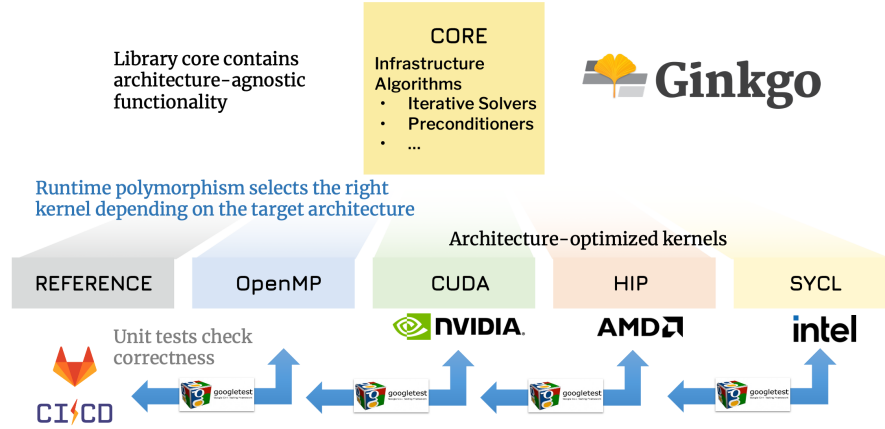 CORE
Infrastructure
Algorithms
• Iterative Solvers
• Preconditioners
• ...
Library core contains
architecture-agnostic
functionality
Ginkgo
Runtime polymorphism selects the right
kernel depending on the target architecture
Architecture-optimized kernels
REFERENCE
OpenMP
CUDA
HIP
SYCL
NVIDIA.
AMD
intel
Unit tests check
correctness
CI CD
googletest
googletest
googletest
googletest